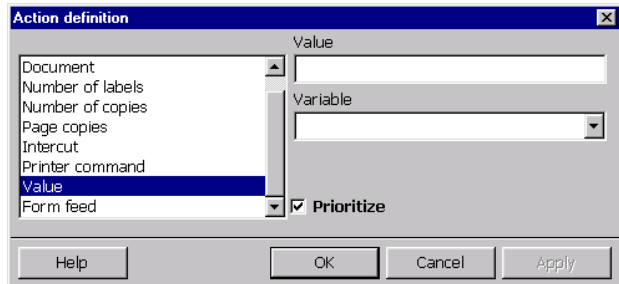 Action definition
Value
Document
Number of labels
Number of copies
Page copies
Intercut
Printer command
Value
Form feed
Variable
Prioritize
Help
OK
Cancel
Apply